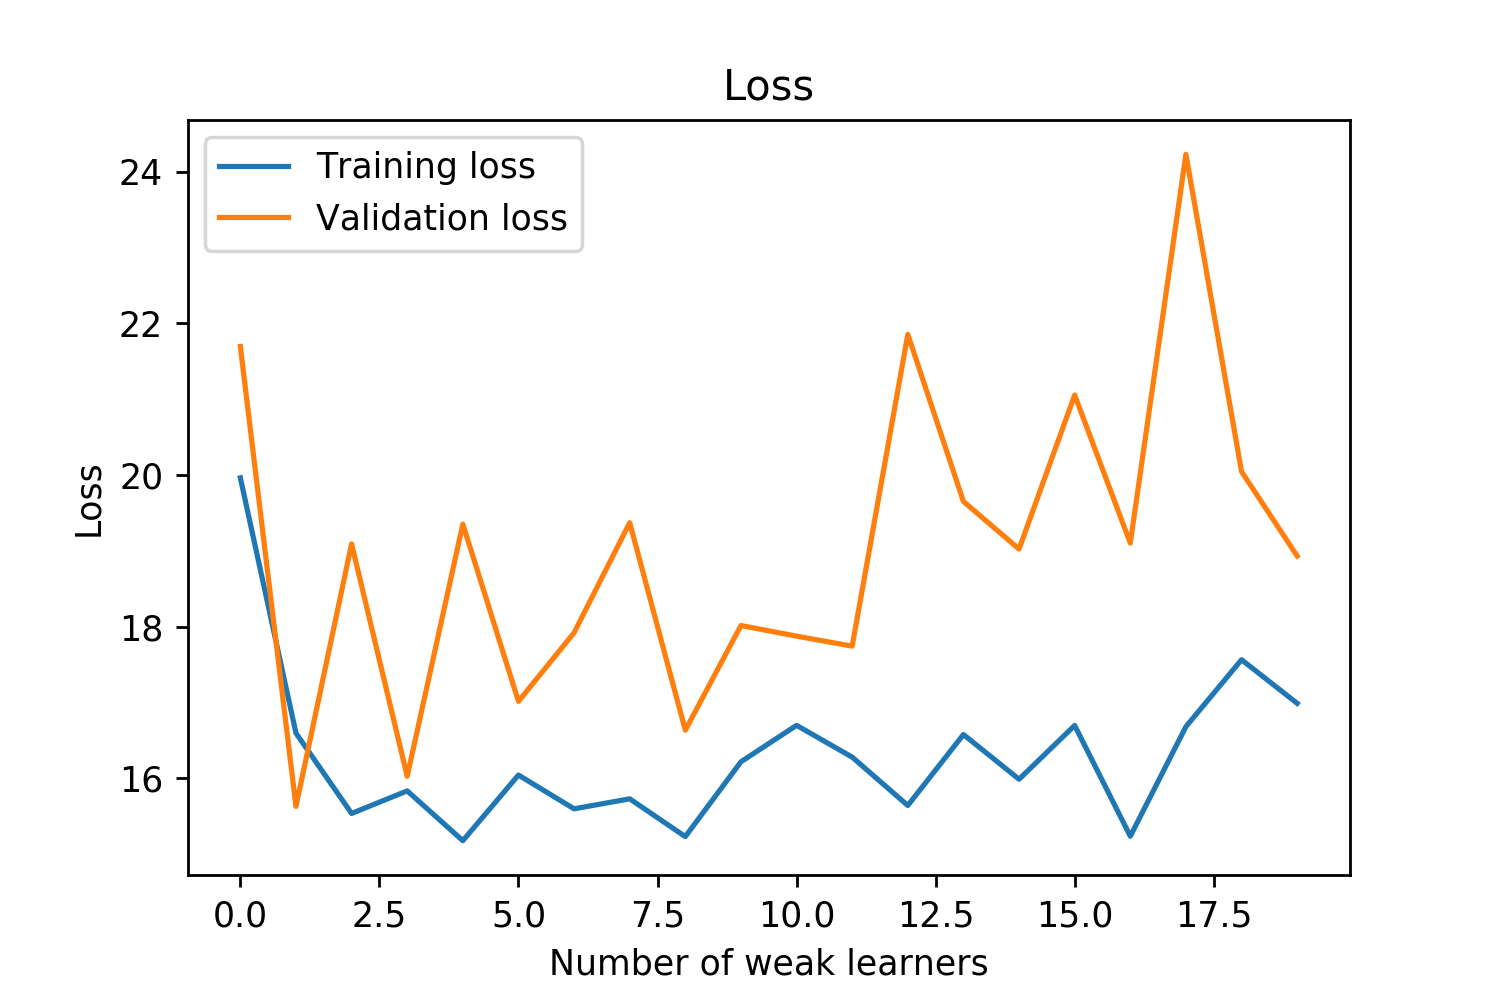 Loss
Training loss
Validation loss
24
22
20
18
16
Loss
0.0 2.5 5.0 7.5 10.0 12.5 15.0 17.5
Number of weak learners